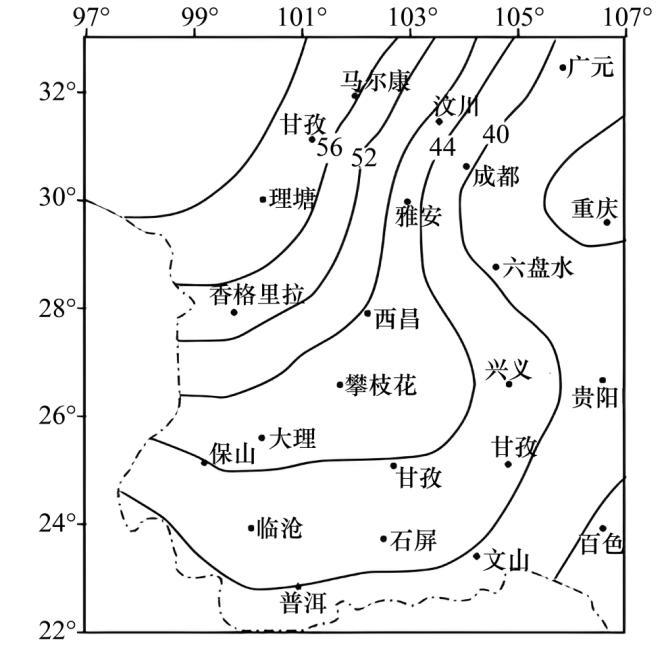 97° 99° 101° 103° 105° 107°
广元
32°
马尔康
汶川
甘孜
56
52
44
40
成都
30°
理塘
雅安
重庆
六盘水
香格里拉
28°
西昌
兴义
攀枝花
贵阳
26°
大理
保山
甘孜
甘孜
24°
临沧
石屏
百色
文山
普洱
22°